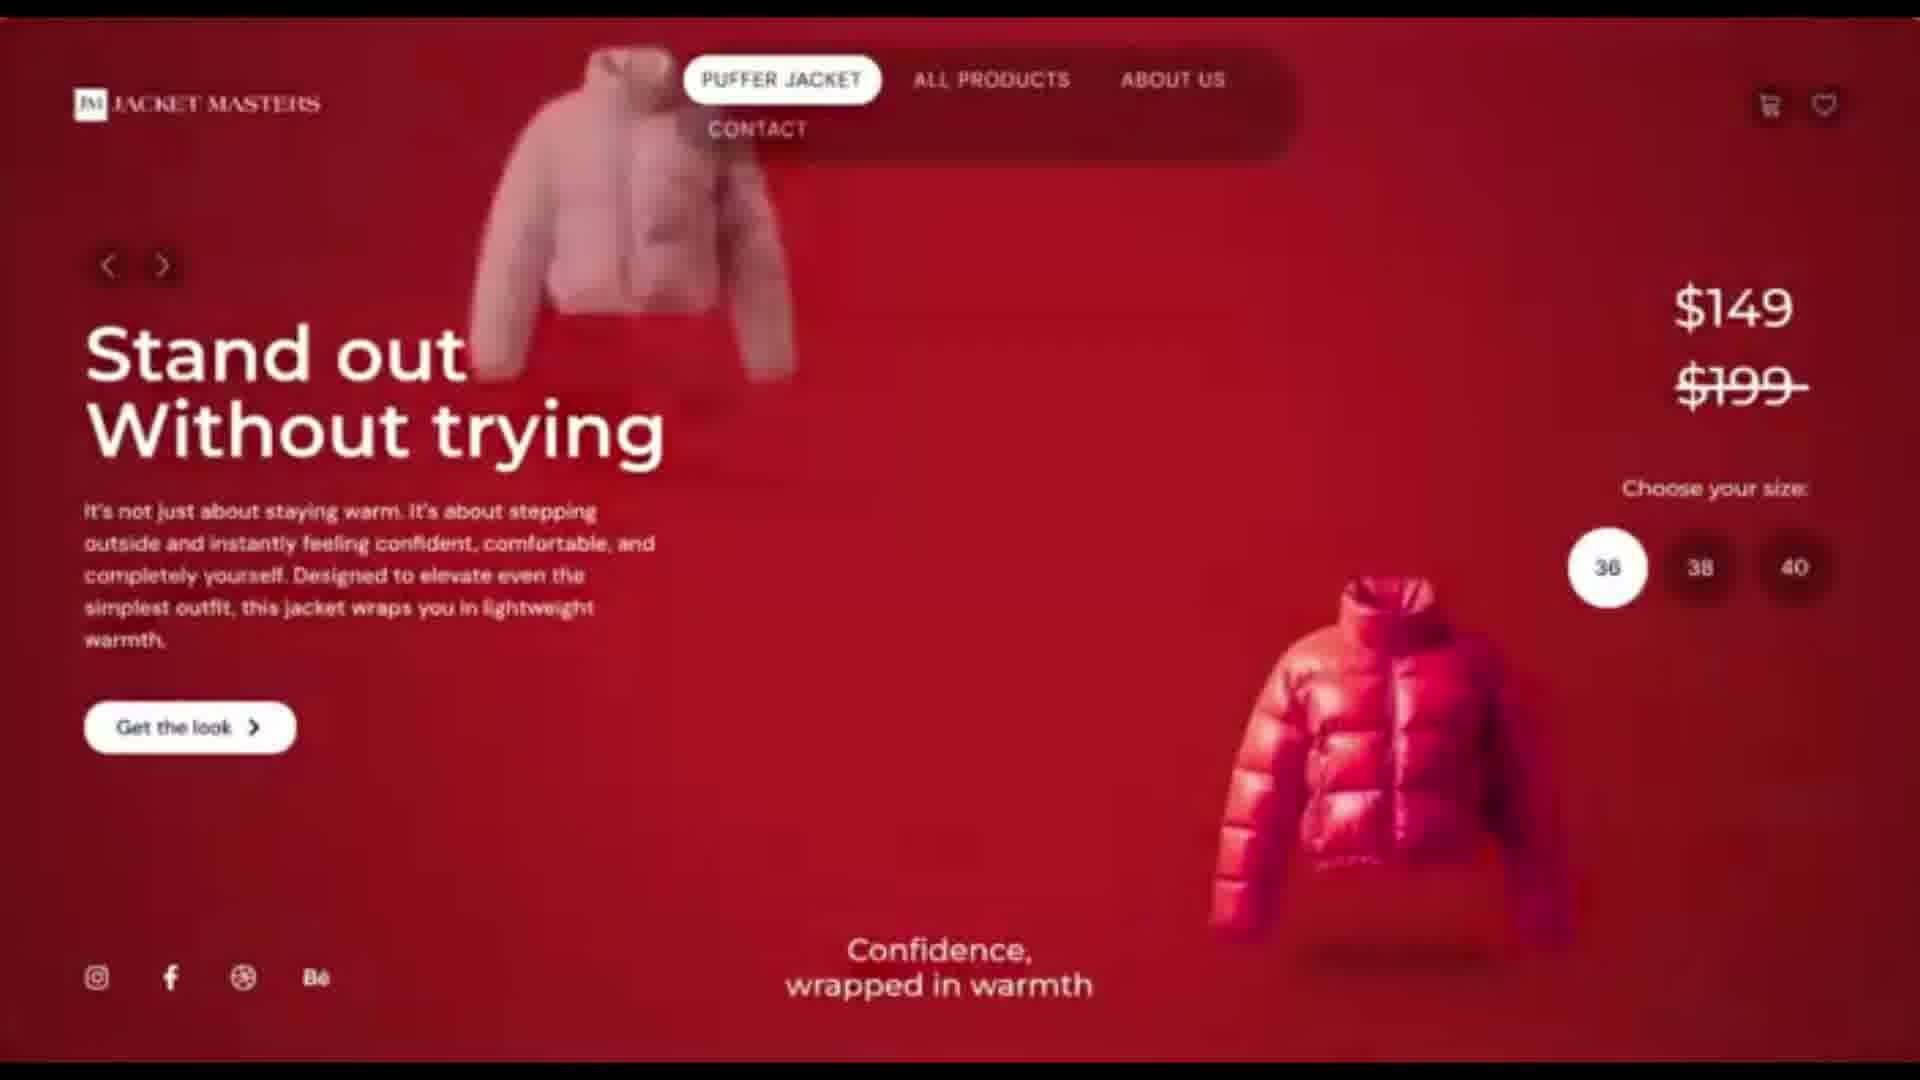 JM JACKET MASTERS
PUFFER JACKET
ALL PRODUCTS
ABOUT US
CONTACT
Stand out
Without trying
It's not just about staying warm. It's about stepping
outside and instantly feeling confident, comfortable, and
completely yourself. Designed to elevate even the
simplest outfit, this jacket wraps you in lightweight
warmth.
Get the look
$149
$199
Choose your size:
36
38
40
Confidence,
wrapped in warmth
Bē